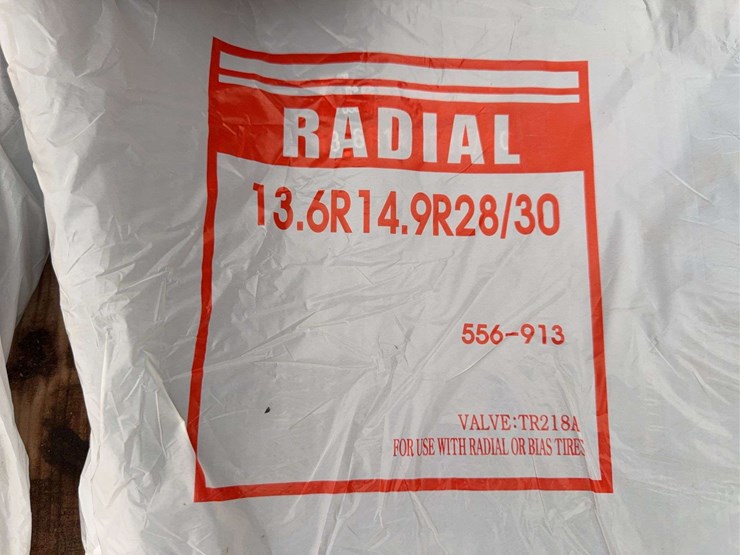 RADIAL
13.6R14.9R28/30
556-913
VALVE:TR218A
FOR USE WITH RADIAL OR BIAS TIRES